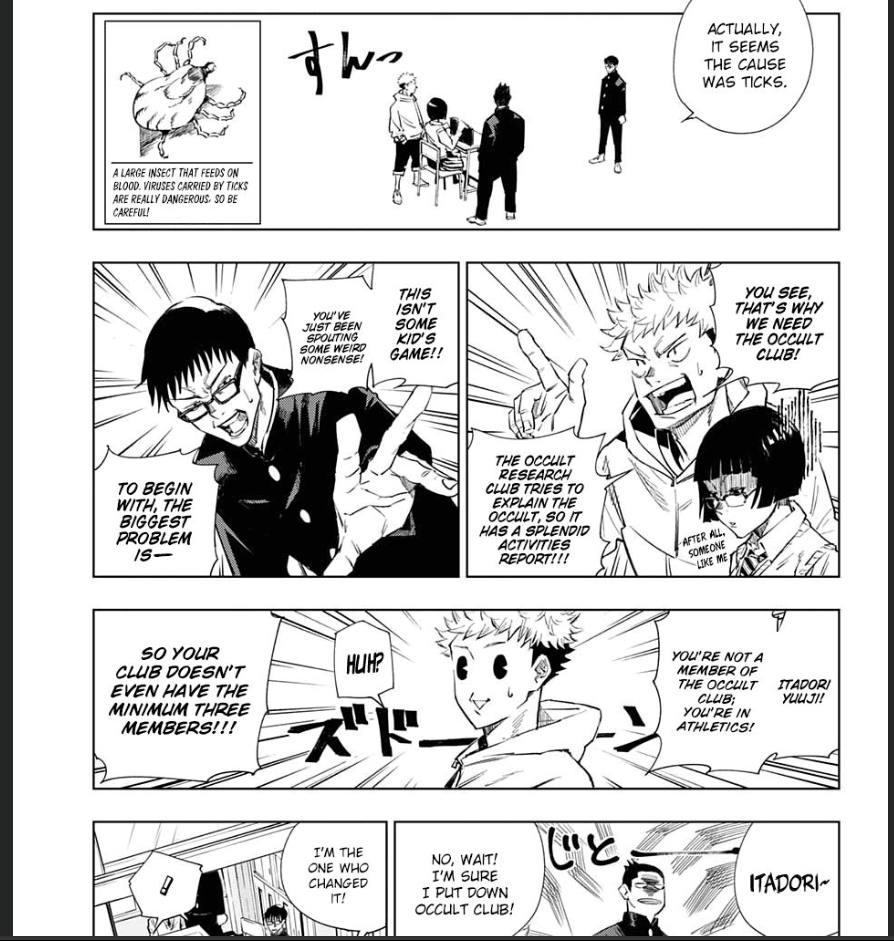 ACTUALLY,
IT SEEMS
THE CAUSE
WAS TICKS.
すんっ
A LARGE INSECT THAT FEEDS ON
BLOOD. VIRUSES CARRIED BY TICKS
ARE REALLY DANGEROUS, SO BE
CAREFUL!
YOU SEE,
THAT'S WHY
WE NEED
THE OCCULT
CLUB!
THE OCCULT
RESEARCH
CLUB TRIES TO
EXPLAIN THE
OCCULT, SO IT
HAS A SPLENDID
ACTIVITIES
REPORT!!!
AFTER ALL,
SOMEONE
LIKE ME
THIS
ISN'T
SOME
KID'S
GAME!!
YOU'VE
JUST BEEN
SPOUTING
SOME WEIRD
NONSENSE!
TO BEGIN
WITH, THE
BIGGEST
PROBLEM
IS—
ITADORI
YUUJI!
YOU'RE NOT A
MEMBER OF
THE OCCULT
CLUB;
YOU'RE IN
ATHLETICS!
HUH?
ズドーン
SO YOUR
CLUB DOESN'T
EVEN HAVE THE
MINIMUM THREE
MEMBERS!!!
ITADORI~
じとー
NO, WAIT!
I'M SURE
I PUT DOWN
OCCULT CLUB!
I'M THE
ONE WHO
CHANGED
IT!
!